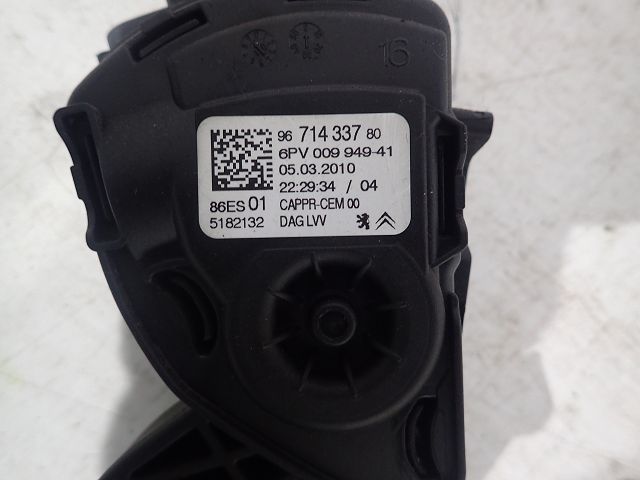 16
96 714 337 80
6PV 009 949-41
05.03.2010
22:29:34 / 04
86ES 01 CAPPR-CEM 00
5182132 DAG LVV